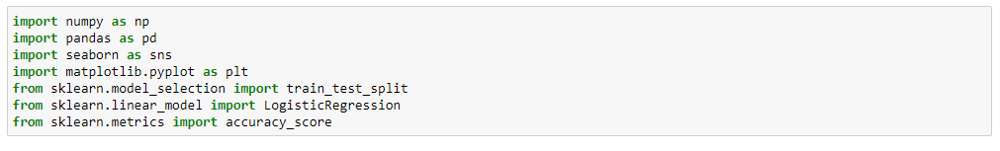 import numpy as np
import pandas as pd
import seaborn as sns
import matplotlib.pyplot as plt
from sklearn.model_selection import train_test_split
from sklearn.linear_model import LogisticRegression
from sklearn.metrics import accuracy_score